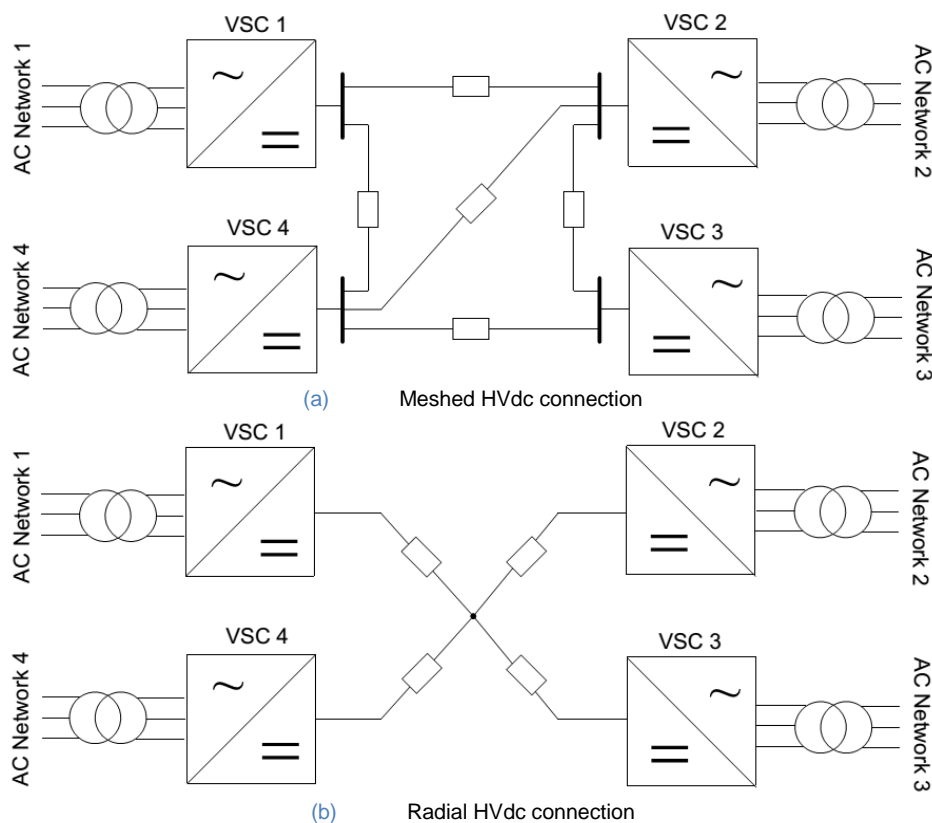 VSC 1
VSC 2
AC Network 1
AC Network 2
~
~
VSC 4
VSC 3
AC Network 4
AC Network 3
~
~
(a) Meshed HVdc connection
VSC 1
VSC 2
AC Network 1
AC Network 2
~
~
VSC 4
VSC 3
AC Network 4
AC Network 3
~
~
(b) Radial HVdc connection